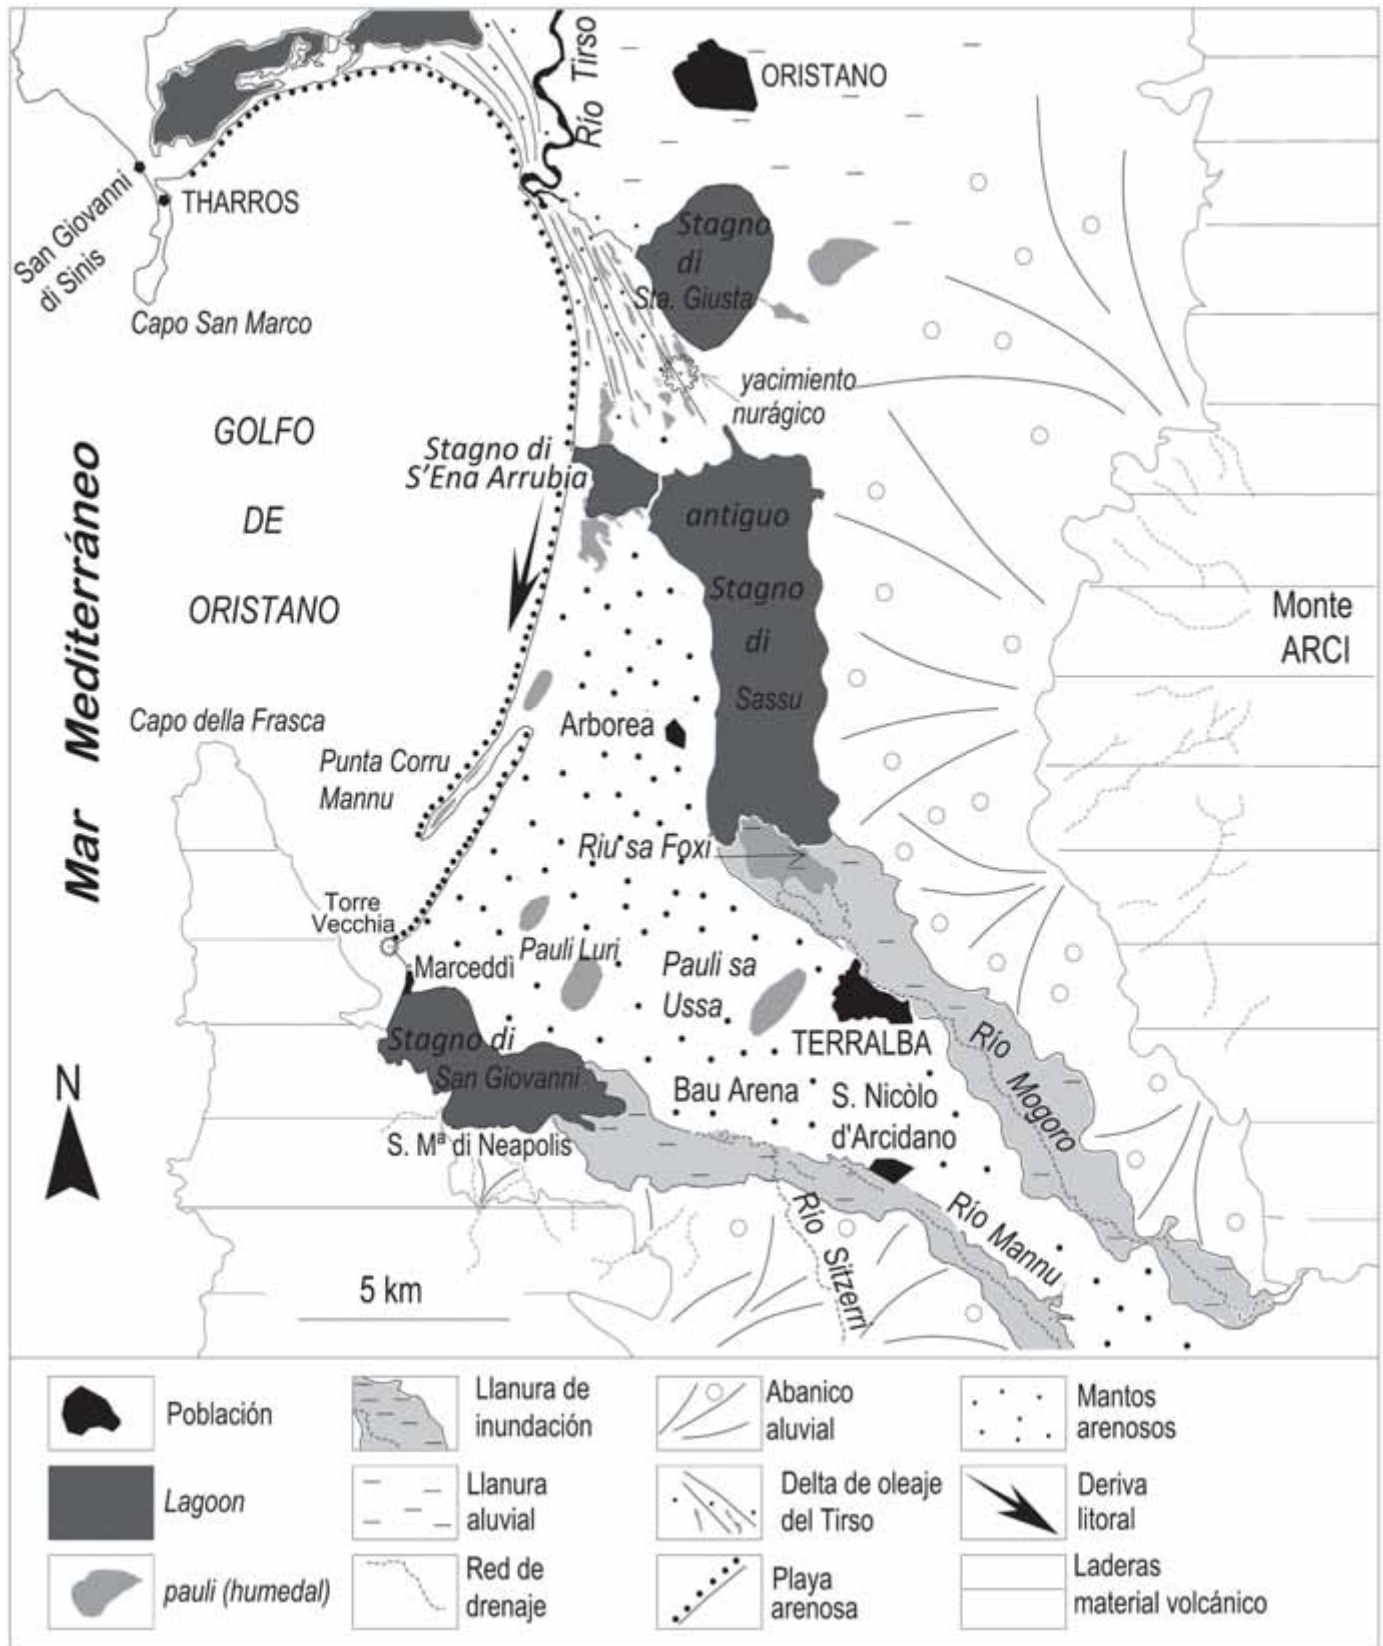 Río Tirso
ORISTANO
San Giovanni
di Sinis
THARROS
Stagno
di
Sta. Giusta
Capo San Marco
yacimiento
nurágico
GOLFO
DE
ORISTANO
Mar Mediterráneo
Stagno di
S'Ena Arrubia
antiguo
Stagno
di
Sassu
Monte
ARCI
Capo della Frasca
Arborea
Punta Corru
Mannu
Riu sa Foxi
Torre
Vecchia
Marceddì
Pauli Luri
Pauli sa
Ussa
Stagno di
San Giovanni
TERRALBA
Río Mogoro
N
Bau Arena
S. Nicòlo
d'Arcidano
S. Mª di Neapolis
Río Sitzerri
Río Mannu
5 km
Población
Llanura de
inundación
Abanico
aluvial
Mantos
arenosos
Lagoon
Llanura
aluvial
Delta de oleaje
del Tirso
Deriva
litoral
pauli (humedal)
Red de
drenaje
Playa
arenosa
Laderas
material volcánico